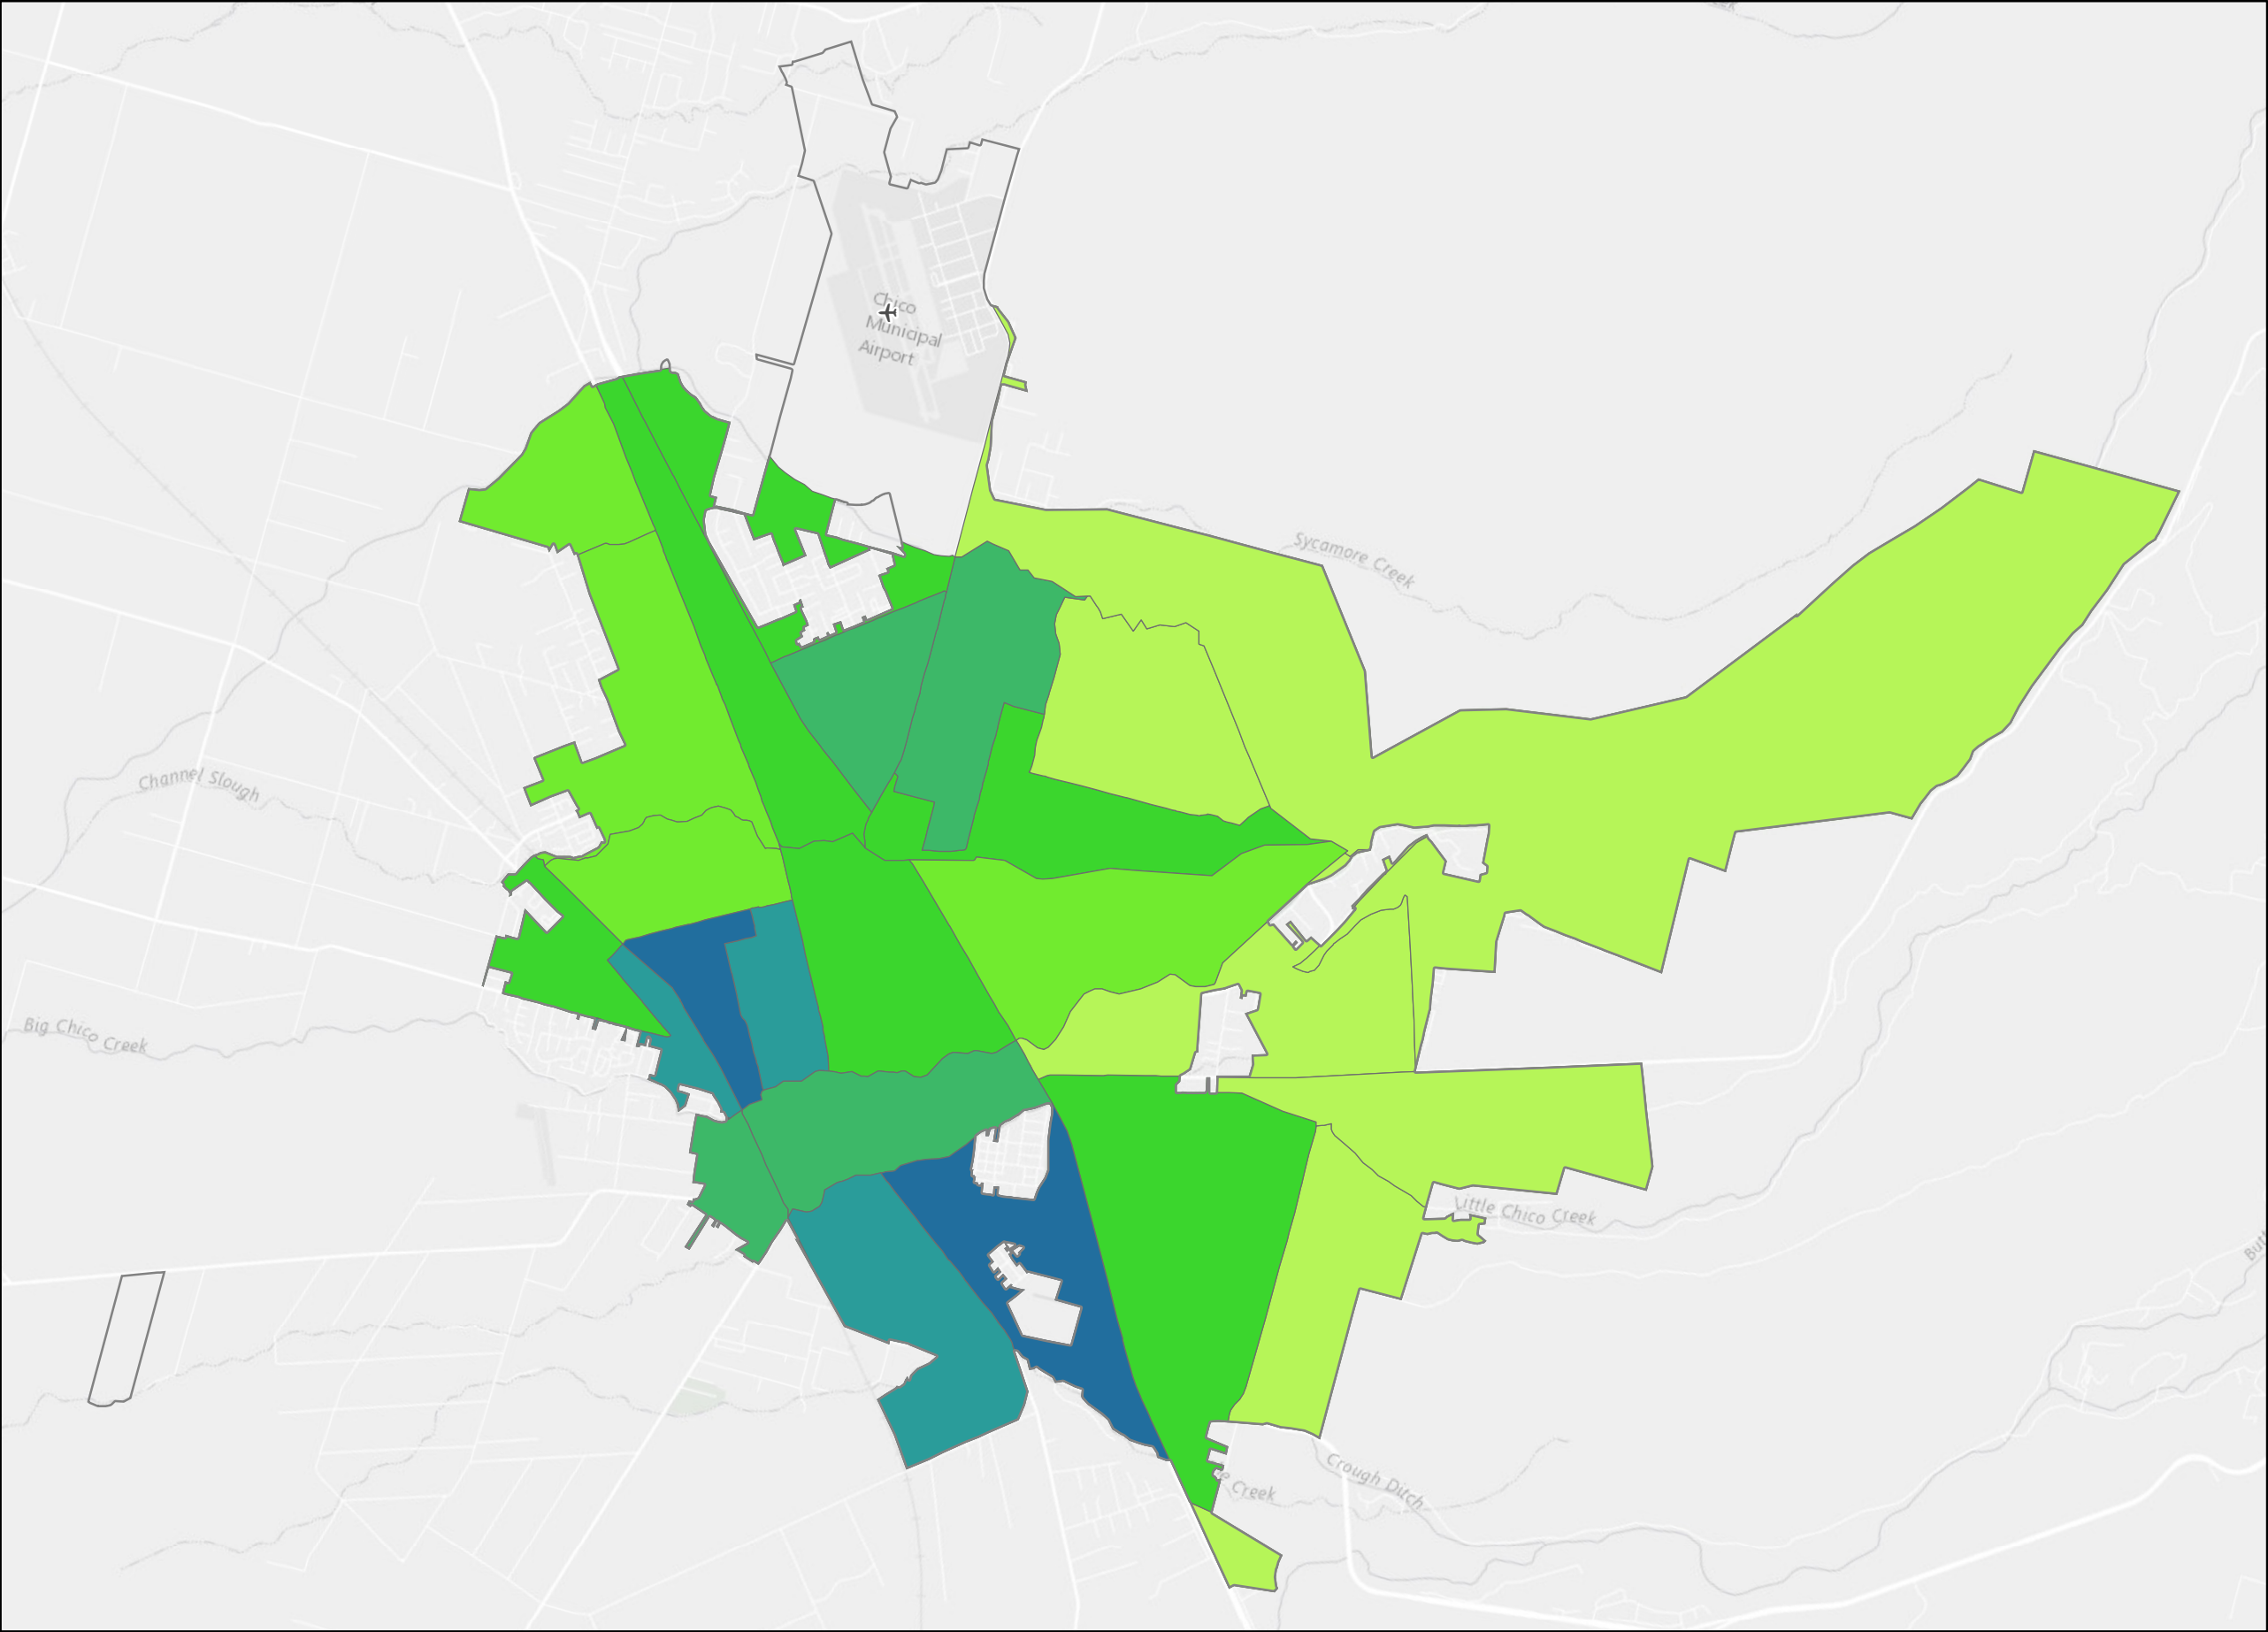 Chico
Municipal
Airport
Sycamore Creek
Channel Slough
Big Chico Creek
Little Chico Creek
Crough Ditch
Creek